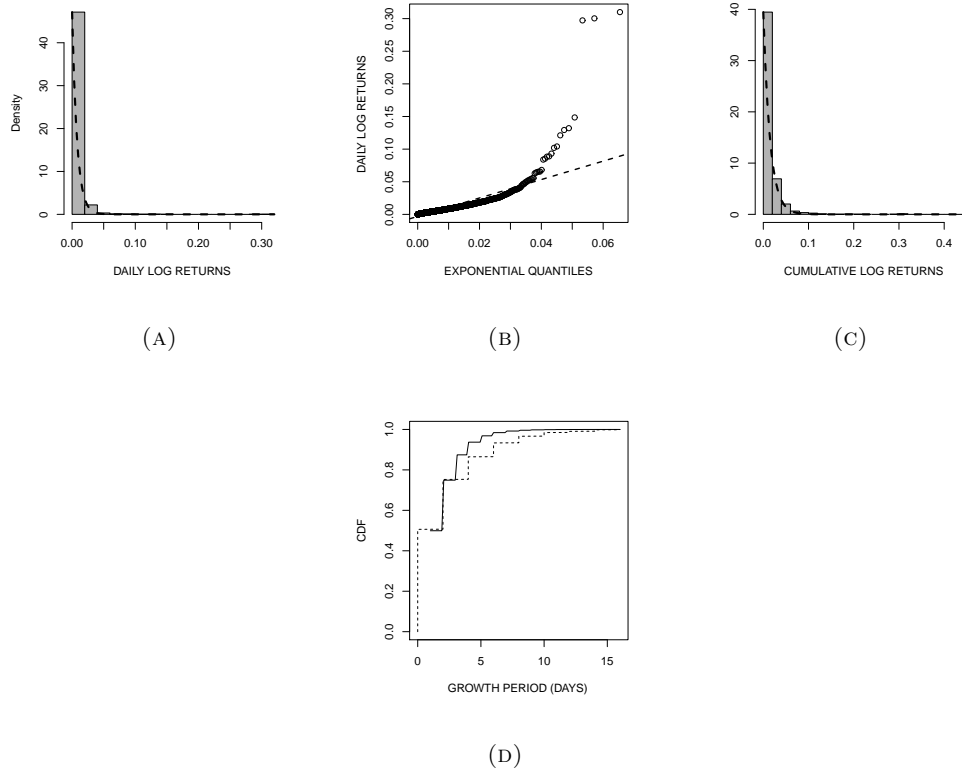 Density
0 10 20 30 40
0.00 0.10 0.20 0.30
DAILY LOG RETURNS
(A)
DAILY LOG RETURNS
0.00 0.05 0.10 0.15 0.20 0.25 0.30
0.00 0.02 0.04 0.06
EXPONENTIAL QUANTILES
(B)
0 10 20 30 40
0.0 0.1 0.2 0.3 0.4
CUMULATIVE LOG RETURNS
(C)
CDF
0.0 0.2 0.4 0.6 0.8 1.0
0 5 10 15
GROWTH PERIOD (DAYS)
(D)